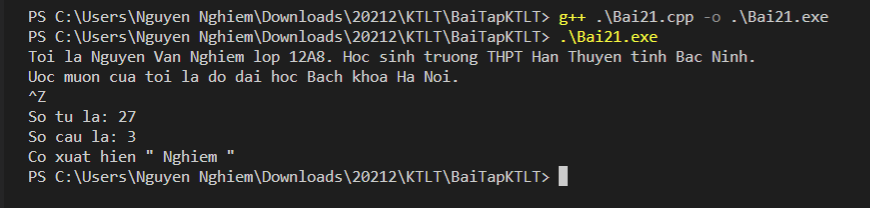 PS C:\Users\Nguyen Nghiem\Downloads\20212\KTLT\BaiTapKTLT> g++ .\Bai21.cpp -o .\Bai21.exe
PS C:\Users\Nguyen Nghiem\Downloads\20212\KTLT\BaiTapKTLT> .\Bai21.exe
Toi la Nguyen Van Nghiem lop 12A8. Hoc sinh truong THPT Han Thuyen tinh Bac Ninh.
Uoc muon cua toi la do dai hoc Bach khoa Ha Noi.
^Z
So tu la: 27
So cau la: 3
Co xuat hien " Nghiem "
PS C:\Users\Nguyen Nghiem\Downloads\20212\KTLT\BaiTapKTLT>